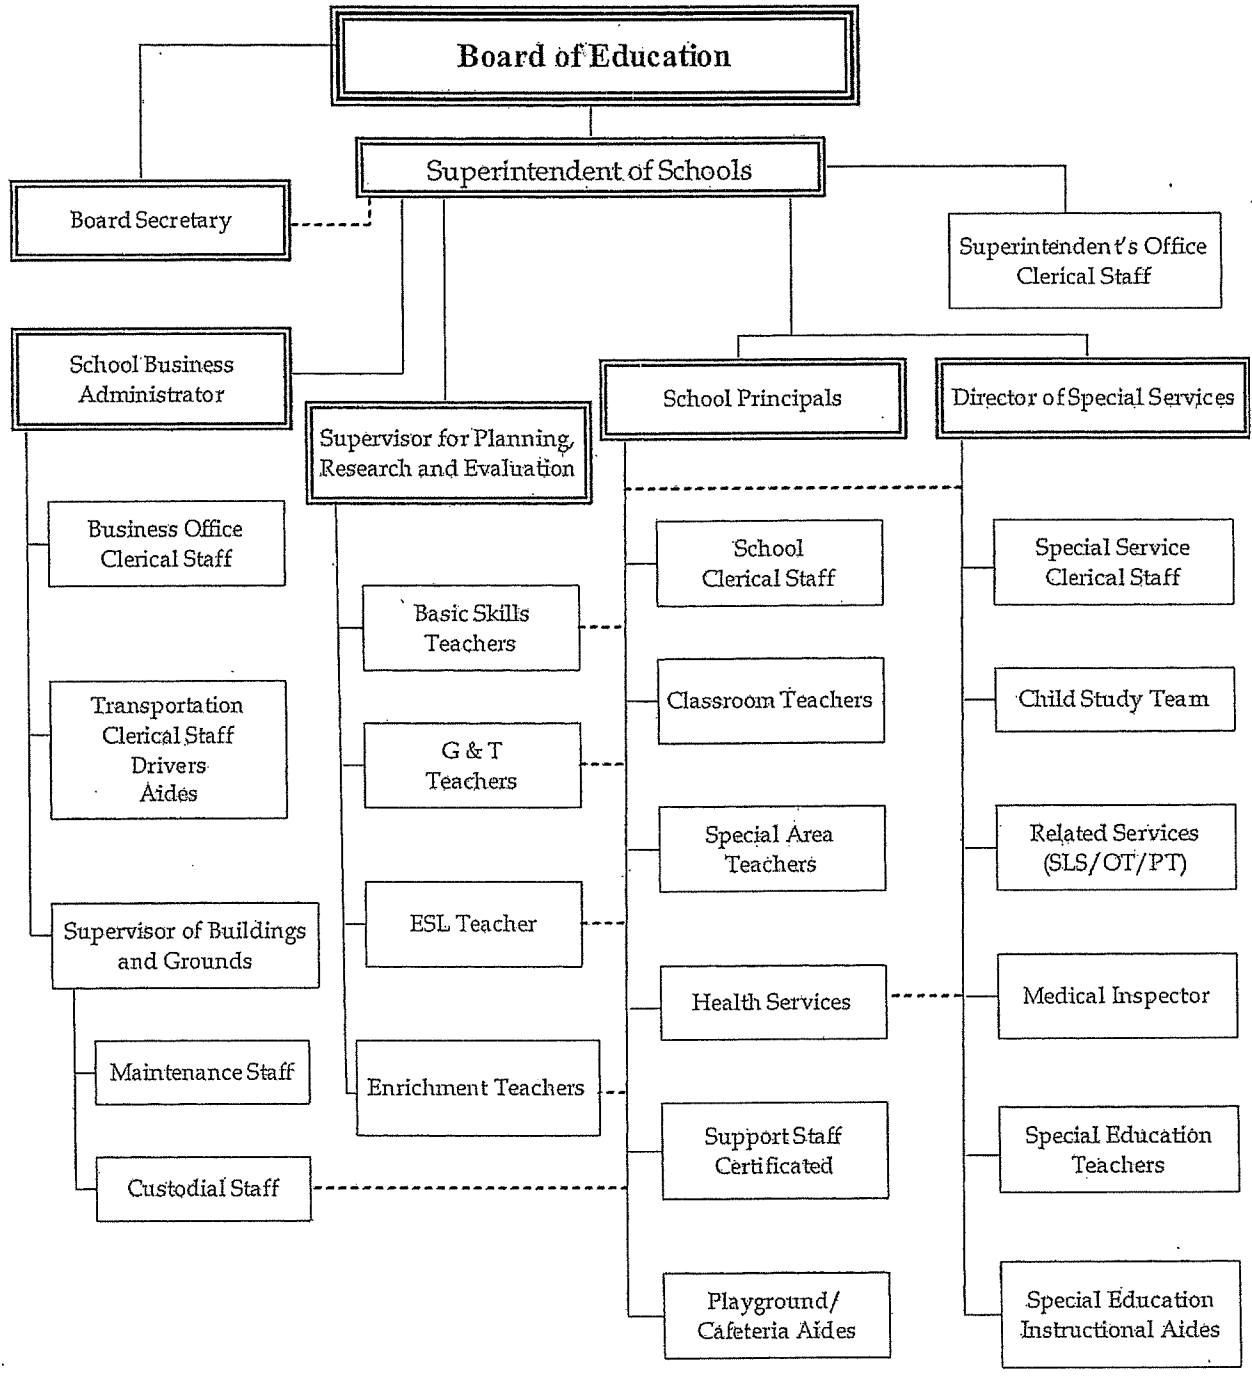 Board of Education
Superintendent of Schools
Board Secretary
Superintendent's Office
Clerical Staff
School Business
Administrator
School Principals
Director of Special Services
Supervisor for Planning,
Research and Evaluation
Business Office
Clerical Staff
Transportation
Clerical Staff
Drivers
Aides
Supervisor of Buildings
and Grounds
Maintenance Staff
Custodial Staff
Basic Skills
Teachers
G & T
Teachers
ESL Teacher
Enrichment Teachers
School
Clerical Staff
Classroom Teachers
Special Area
Teachers
Health Services
Support Staff
Certificated
Playground/
Cafeteria Aides
Special Service
Clerical Staff
Child Study Team
Related Services
(SLS/OT/PT)
Medical Inspector
Special Education
Teachers
Special Education
Instructional Aides